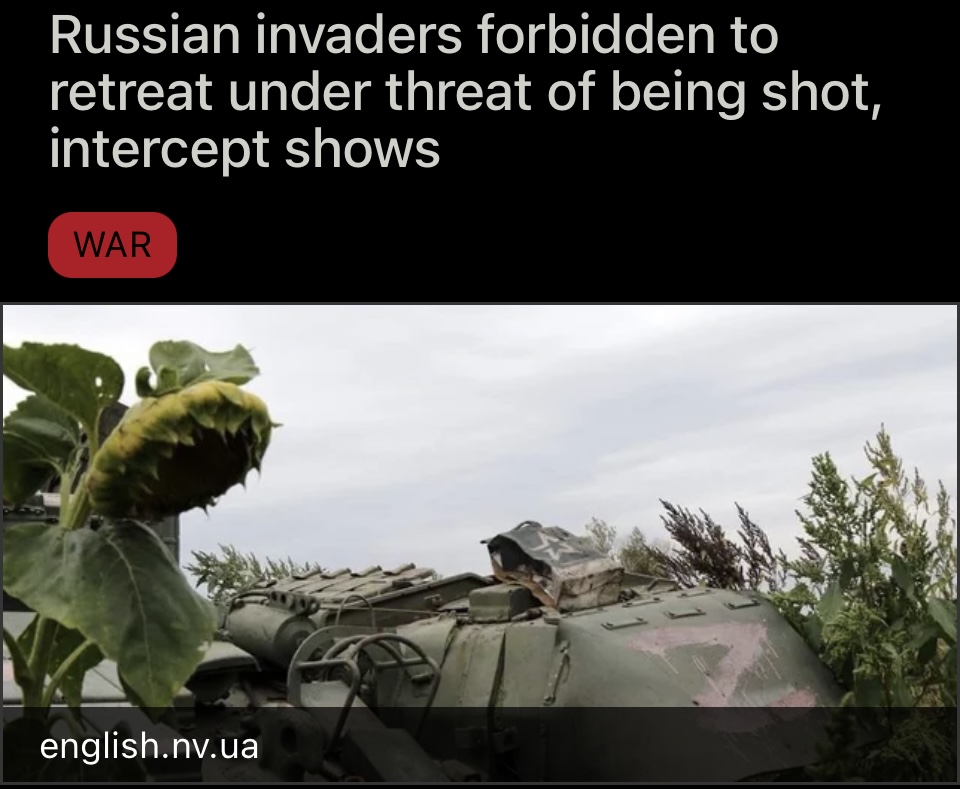 Russian invaders forbidden to
retreat under threat of being shot,
intercept shows
WAR
Z
english.nv.ua